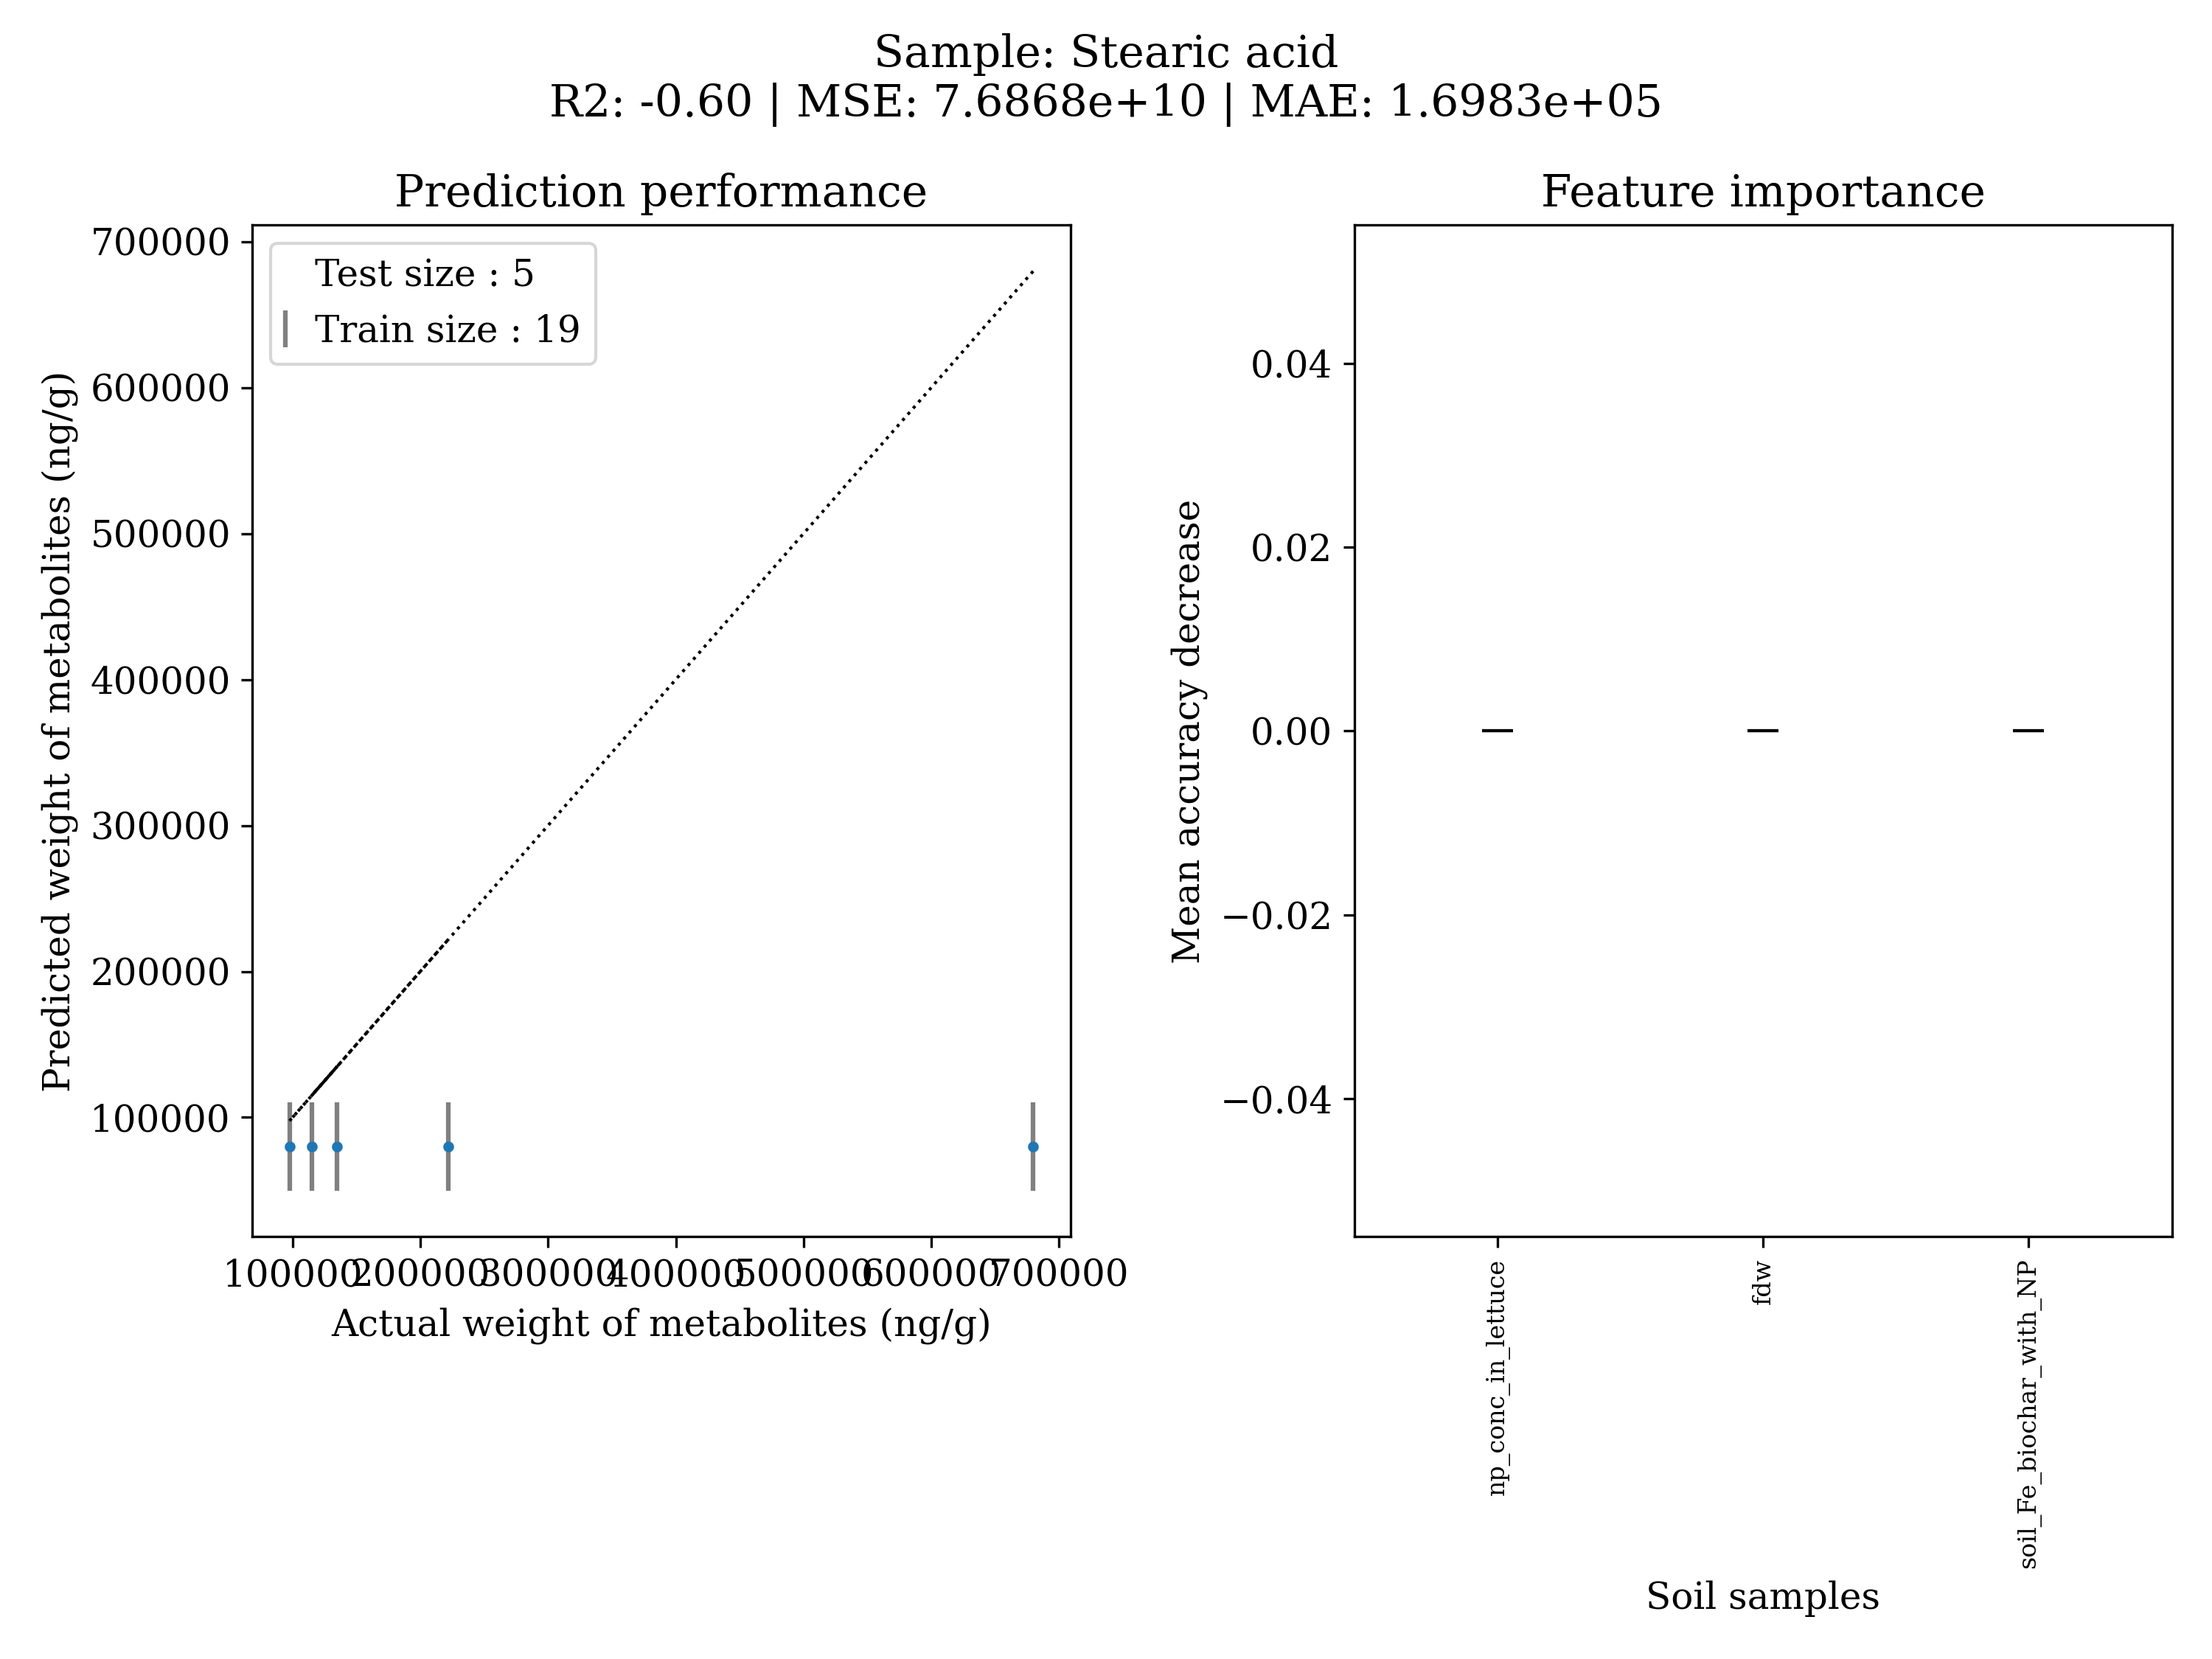 Sample: Stearic acid
R2: -0.60 | MSE: 7.6868e+10 | MAE: 1.6983e+05
Prediction performance
Test size : 5
Train size : 19
700000
600000
500000
400000
300000
200000
100000
Predicted weight of metabolites (ng/g)
100000 200000 300000 400000 500000 600000 700000
Actual weight of metabolites (ng/g)
Feature importance
0.04
0.02
0.00
−0.02
−0.04
Mean accuracy decrease
np_conc_in_lettuce
fdw
soil_Fe_biochar_with_NP
Soil samples